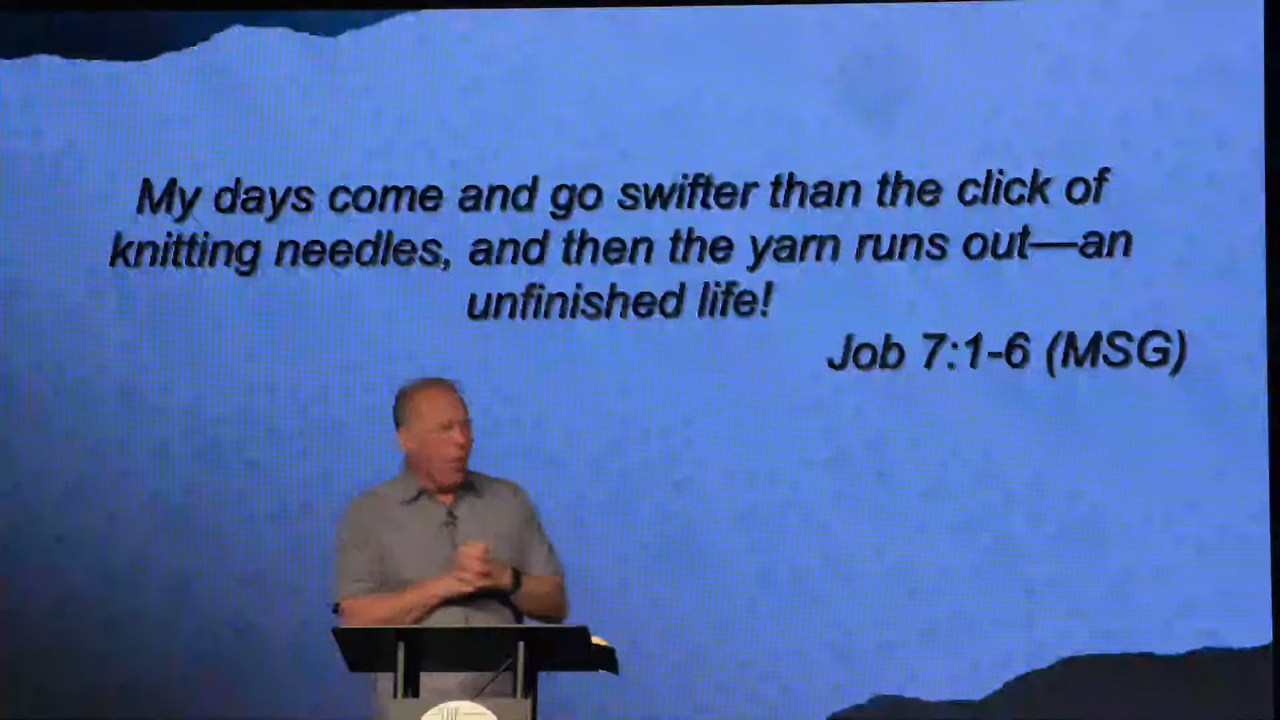 My days come and go swifter than the click of
knitting needles, and then the yarn runs out—an
unfinished life!
Job 7:1-6 (MSG)